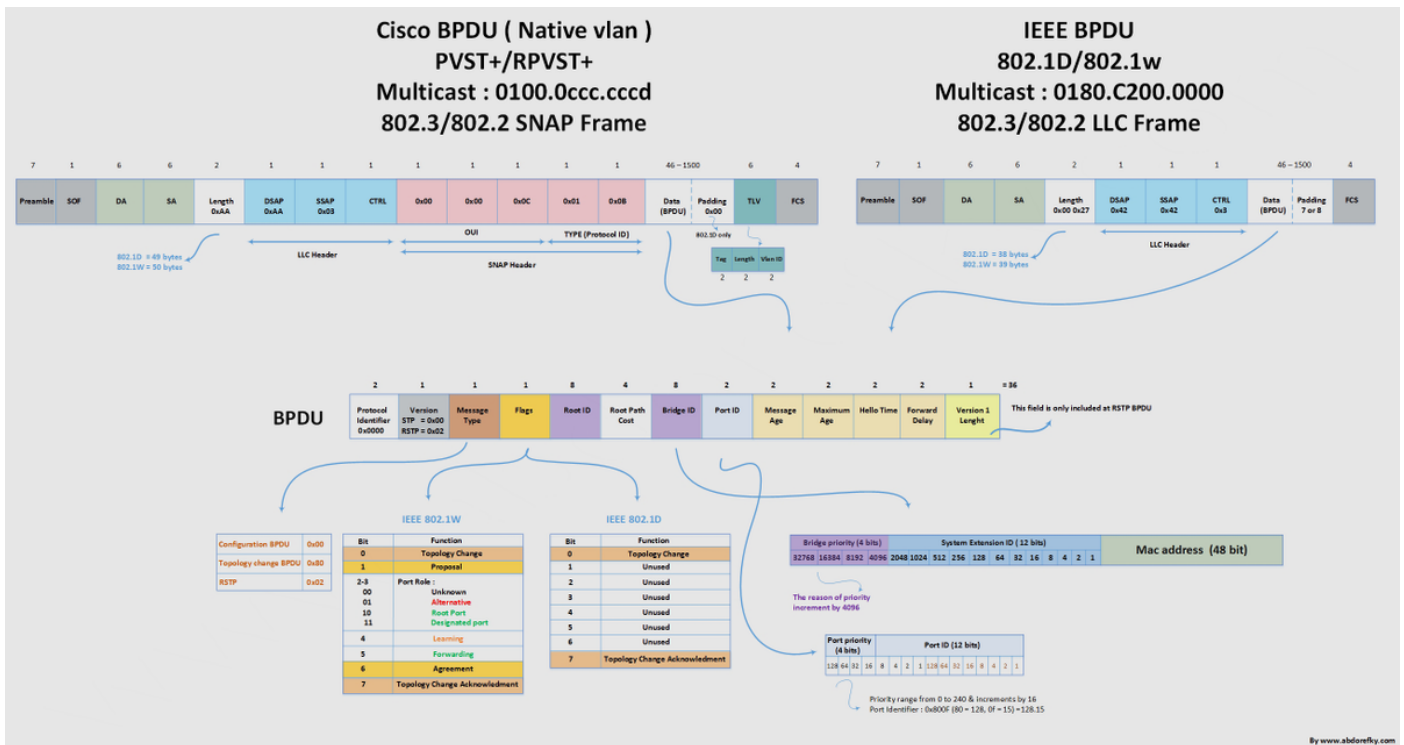 Cisco BPDU ( Native vlan )
PVST+/RPVST+
Multicast : 0100.0ccc.cccd
802.3/802.2 SNAP Frame
IEEE BPDU
802.1D/802.1w
Multicast : 0180.C200.0000
802.3/802.2 LLC Frame
7 1 6 6 2 1 1 1 1 1 1 1 1 46 – 1500 6 4
Preamble SOF DA SA Length 0xAA DSAP 0xAA SSAP 0x03 CTRL 0x00 0x00 0x0C 0x01 0x0B Data (BPDU) Padding 0x00 TLV FCS
802.1D = 49 bytes
802.1W = 50 bytes
LLC Header
OUI
TYPE (Protocol ID)
SNAP Header
802.1D only
Tag Length Vlan ID
2 2 2
7 1 6 6 2 1 1 1 46 – 1500 4
Preamble SOF DA SA Length 0x00 0x27 DSAP 0x42 SSAP 0x42 CTRL 0x3 Data (BPDU) Padding 7 or 8 FCS
802.1D = 38 bytes
802.1W = 39 bytes
LLC Header
2 1 1 1 8 4 8 2 2 2 2 2 1 = 36
BPDU
Protocol Identifier 0x0000
Version STP = 0x00 RSTP = 0x02
Message Type
Flags
Root ID
Root Path Cost
Bridge ID
Port ID
Message Age
Maximum Age
Hello Time
Forward Delay
Version 1 Lenght
This field is only included at RSTP BPDU
Configuration BPDU 0x00
Topology change BPDU 0x80
RSTP 0x02
IEEE 802.1W
Bit Function
0 Topology Change
1 Proposal
2-3 Port Role :
00 Unknown
01 Alternative
10 Root Port
11 Designated port
4 Learning
5 Forwarding
6 Agreement
7 Topology Change Acknowledment
IEEE 802.1D
Bit Function
0 Topology Change
1 Unused
2 Unused
3 Unused
4 Unused
5 Unused
6 Unused
7 Topology Change Acknowledment
Bridge priority (4 bits) System Extension ID ( 12 bits) Mac address (48 bit)
32768 16384 8192 4096 2048 1024 512 256 128 64 32 16 8 4 2 1
The reason of priority
increment by 4096
Port priority (4 bits) Port ID (12 bits)
128 64 32 16 8 4 2 1 128 64 32 16 8 4 2 1
Priority range from 0 to 240 & Increments by 16
Port Identifier : 0x800F (80 = 128, 0f = 15) =128.15
By www.abdorefky.com